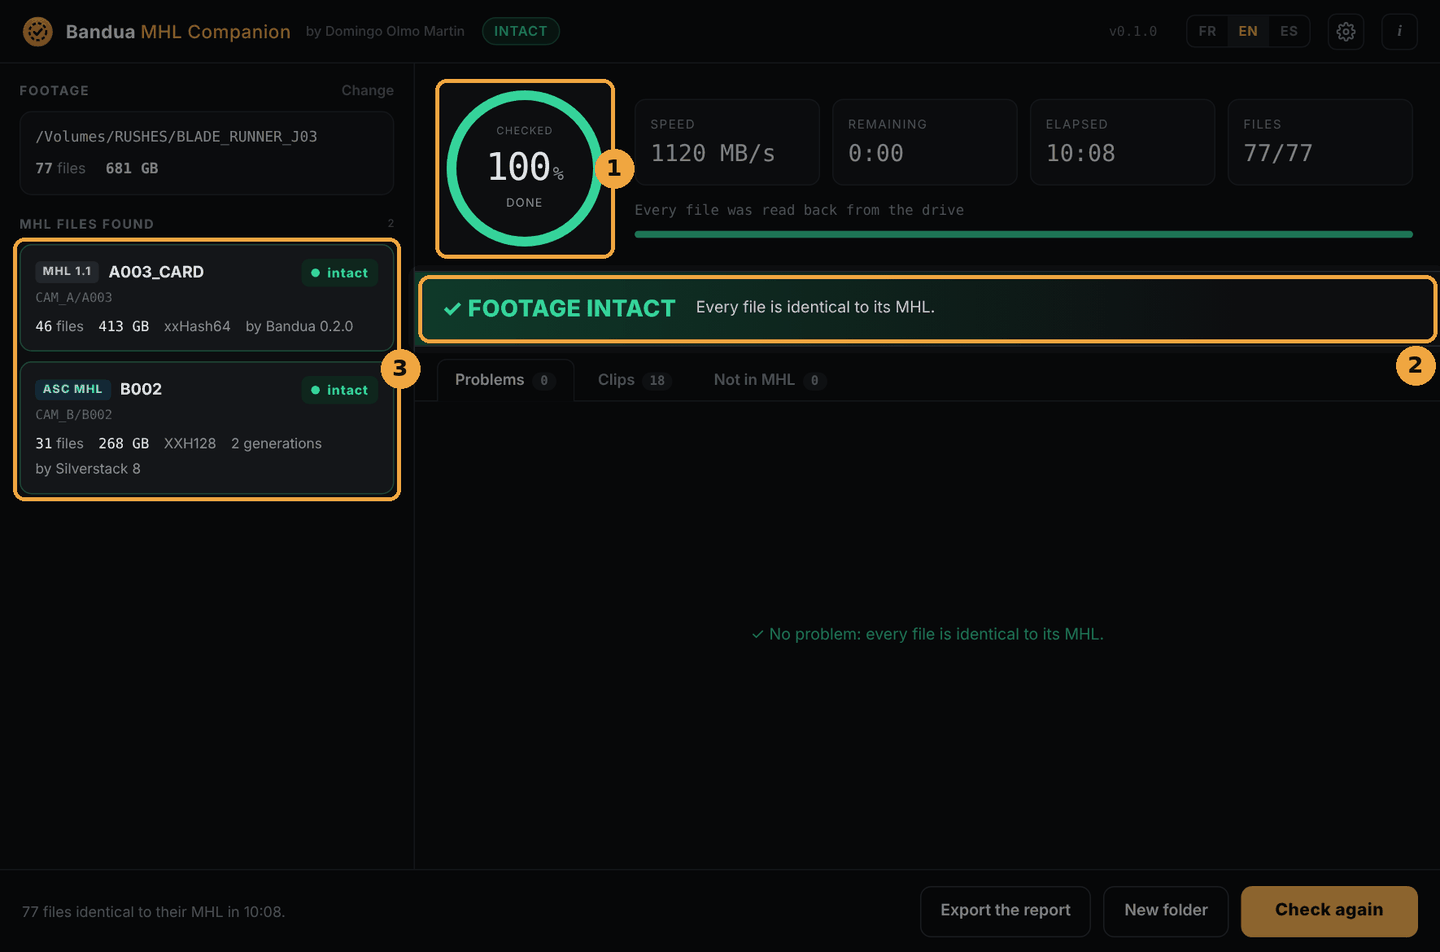 Bandua MHL Companion by Domingo Olmo Martin INTACT
v0.1.0 FR EN ES i
FOOTAGE Change
/Volumes/RUSHES/BLADE_RUNNER_J03
77 files 681 GB
MHL FILES FOUND 2
MHL 1.1 A003_CARD intact
CAM_A/A003
46 files 413 GB xxHash64 by Bandua 0.2.0
3
ASC MHL B002 intact
CAM_B/B002
31 files 268 GB XXH128 2 generations
by Silverstack 8
CHECKED
100%
DONE
1
SPEED
1120 MB/s
REMAINING
0:00
ELAPSED
10:08
FILES
77/77
Every file was read back from the drive
✓ FOOTAGE INTACT Every file is identical to its MHL.
2
Problems 0 Clips 18 Not in MHL 0
✓ No problem: every file is identical to its MHL.
77 files identical to their MHL in 10:08.
Export the report New folder Check again